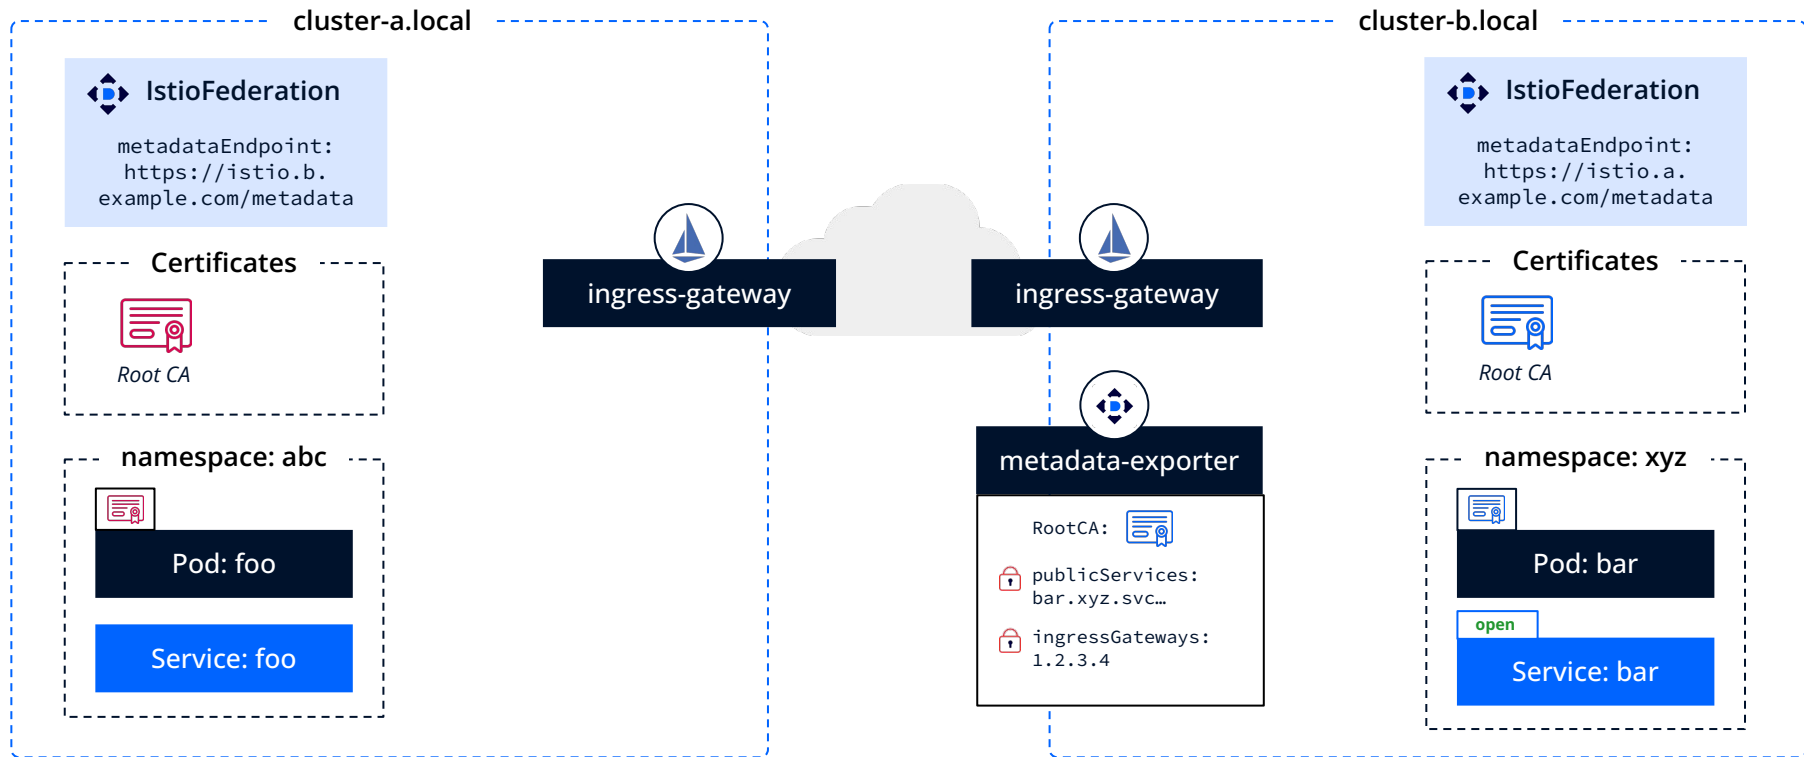 cluster-a.local
IstioFederation
metadataEndpoint:
https://istio.b.
example.com/metadata
Certificates
Root CA
namespace: abc
Pod: foo
Service: foo
ingress-gateway
cluster-b.local
ingress-gateway
metadata-exporter
RootCA:
publicServices:
bar.xyz.svc…
ingressGateways:
1.2.3.4
IstioFederation
metadataEndpoint:
https://istio.a.
example.com/metadata
Certificates
Root CA
namespace: xyz
Pod: bar
open
Service: bar